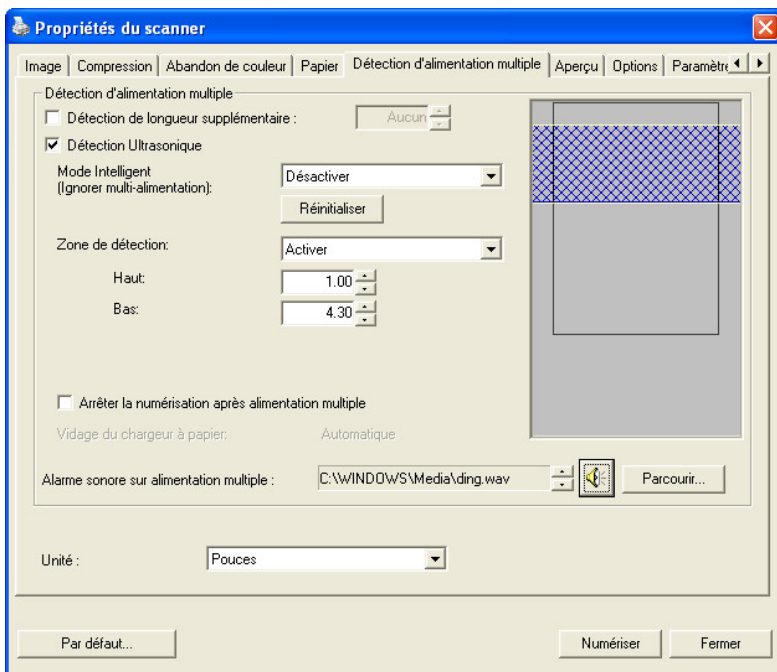 Propriétés du scanner
Image Compression Abandon de couleur Papier Détection d'alimentation multiple Aperçu Options
Détection d'alimentation multiple
Détection de longueur supplémentaire : Aucun
Détection Ultrasonique
Mode Intelligent
(Ignorer multi-alimentation): Désactiver
Réinitialiser
Zone de détection: Activer
Haut: 1.00
Bas: 4.30
Arrêter la numérisation après alimentation multiple
Vidage du chargeur à papier: Automatique
Alarme sonore sur alimentation multiple : C:\WINDOWS\Media\ding.wav Parcourir...
Unité : Pouces
Par défaut... Numériser Fermer